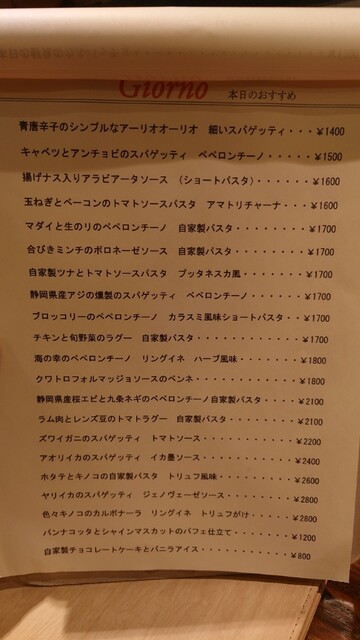 Giorno 本日のおすすめ
青唐辛子のシンプルなアーリオオーリオ 細いスパゲッティ・・・¥1400
キャベツとアンチョビのスパゲッティ ペペロンチーノ・・・・・¥1500
揚げナス入りアラビアータソース (ショートパスタ)・・・・・・¥1600
玉ねぎとベーコンのトマトソースパスタ アマトリチャーナ・・・¥1600
マダイと生のりのペペロンチーノ 自家製パスタ・・・・・・・・¥1700
合びきミンチのボロネーゼソース 自家製パスタ・・・・・・・・¥1700
自家製ツナとトマトソースパスタ プッタネスカ風・・・・・・・¥1700
静岡県産アジの燻製のスパゲッティ ペペロンチーノ・・・・・・¥1700
ブロッコリーのペペロンチーノ カラスミ風味ショートパスタ・・¥1700
チキンと旬野菜のラグー 自家製パスタ・・・・・・・・・・・・¥1700
海の幸のペペロンチーノ リングイネ ハーブ風味・・・・・・・¥1800
クワトロフォルマッジョソースのペンネ・・・・・・・・・・・・¥1800
静岡県産桜エビと九条ネギのペペロンチーノ自家製パスタ・・・・¥2100
ラム肉とレンズ豆のトマトラグー 自家製パスタ・・・・・・・・¥2100
ズワイガニのスパゲッティ トマトソース・・・・・・・・・・・¥2200
アオリイカのスパゲッティ イカ墨ソース・・・・・・・・・・・¥2400
ホタテとキノコの自家製パスタ トリュフ風味・・・・・・・・・¥2600
ヤリイカのスパゲッティ ジェノヴェーゼソース・・・・・・・・¥2800
色々キノコのカルボナーラ リングイネ トリュフがけ・・・・・¥2800
パンナコッタとシャインマスカットのパフェ仕立て・・・・・・・¥1200
自家製チョコレートケーキとバニラアイス・・・・・・・・・・・¥800